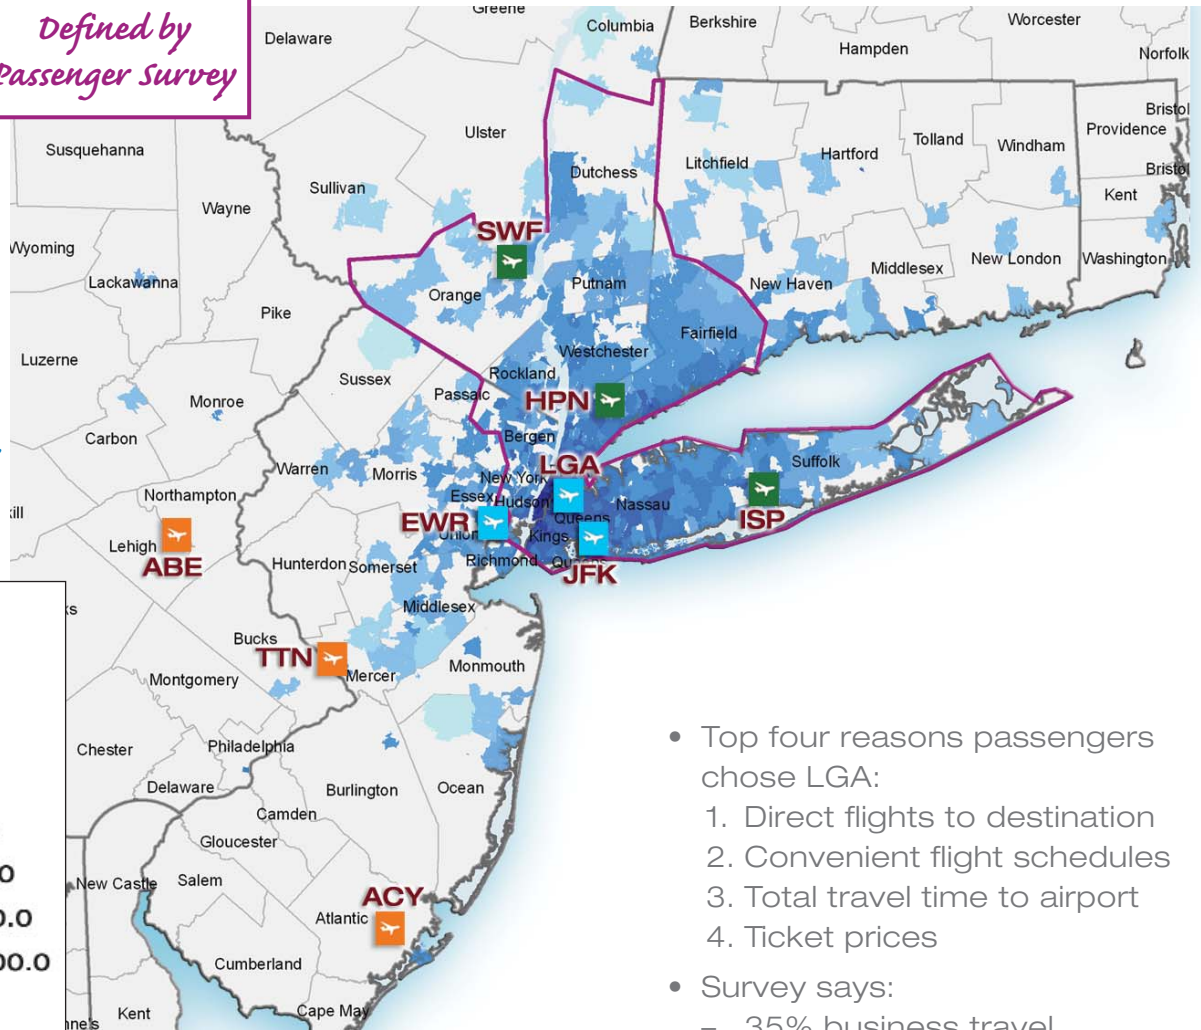 Defined by
Passenger Survey
Greene
Columbia
Berkshire
Worcester
Delaware
Hampden
Norfolk
Bristol
Ulster
Providence
Susquehanna
Tolland
Windham
Hartford
Litchfield
Dutchess
Bristol
Sullivan
Kent
Wayne
SWF
Wyoming
New London
Washington
Middlesex
Lackawanna
Putnam
New Haven
Orange
Pike
Fairfield
Westchester
Luzerne
Rockland
Sussex
Passaic
Monroe
HPN
Carbon
Bergen
Suffolk
LGA
Warren
Morris
New York
Northampton
Essex
Hudson
Nassau
Queens
ISP
EWR
Union
Kings
Lehigh
Richmond
Queens
ABE
Hunterdon
Somerset
JFK
Middlesex
Bucks
TTN
Monmouth
Mercer
Montgomery
Chester
Philadelphia
Delaware
Burlington
Ocean
Camden
Gloucester
New Castle
Salem
ACY
Atlantic
Cumberland
Kent
Cape May
• Top four reasons passengers
chose LGA:
1. Direct flights to destination
2. Convenient flight schedules
3. Total travel time to airport
4. Ticket prices
• Survey says:
– 35% business travel